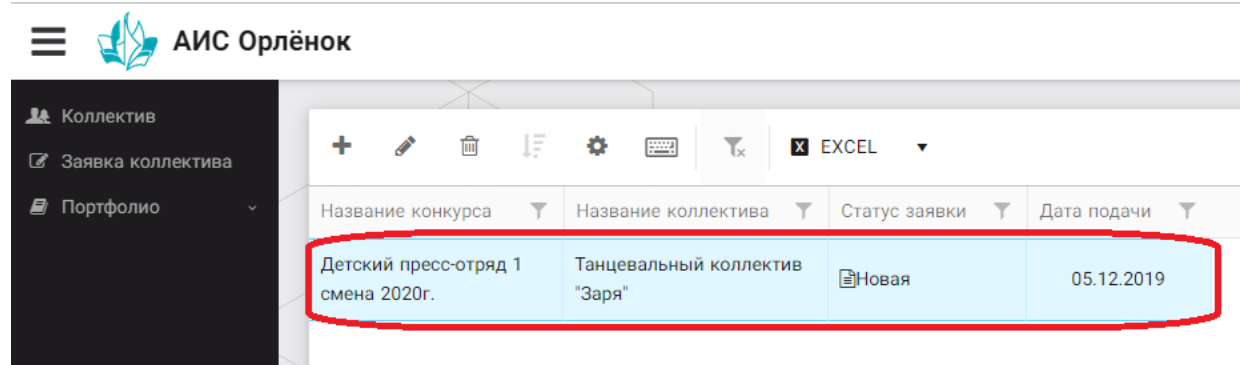 АИС Орлёнок
Коллектив
Заявка коллектива
Портфолио
EXCEL
Название конкурса Название коллектива Статус заявки Дата подачи
Детский пресс-отряд 1 Танцевальный коллектив Новая 05.12.2019
смена 2020г. "Заря"